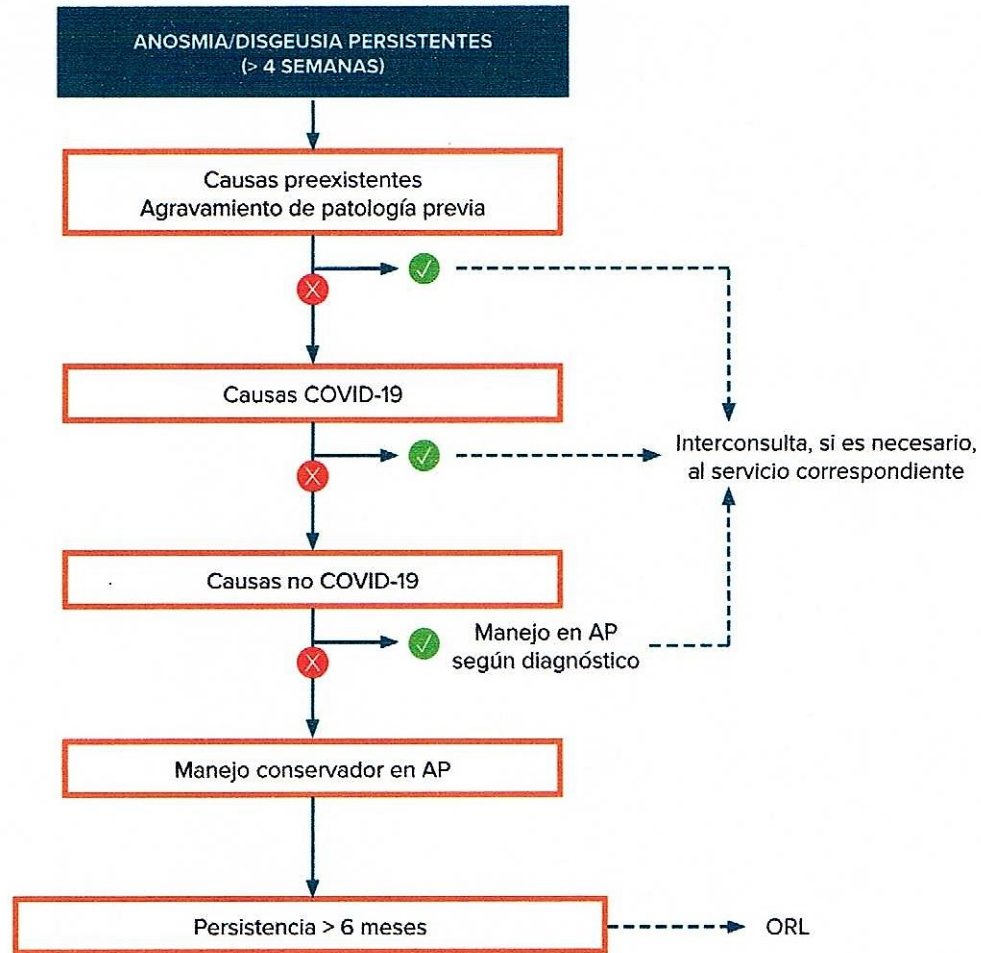 ANOSMIA/DISGEUSIA PERSISTENTES
(> 4 SEMANAS)
Causas preexistentes
Agravamiento de patología previa
Causas COVID-19
Interconsulta, si es necesario,
al servicio correspondiente
Causas no COVID-19
Manejo en AP
según diagnóstico
Manejo conservador en AP
Persistencia > 6 meses
ORL